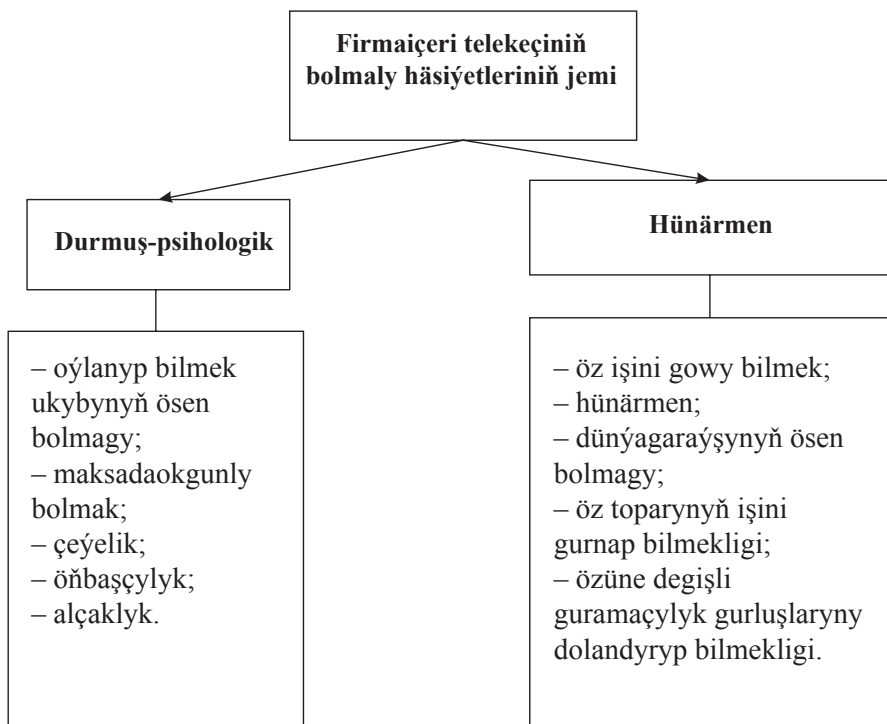 Firmaiçeri telekeçiniň
bolmaly häsiýetleriniň jemi
Durmuş-psihologik
Hünärmen
– oýlanyp bilmek
ukybynyň ösen
bolmagy;
– maksadaokgunly
bolmak;
– çeýelik;
– öňbaşçylyk;
– alçaklyk.
– öz işini gowy bilmek;
– hünärmen;
– dünýagaraýşynyň ösen
bolmagy;
– öz toparynyň işini
gurnap bilmekligi;
– özüne degişli
guramaçylyk gurluşlaryny
dolandyryp bilmekligi.